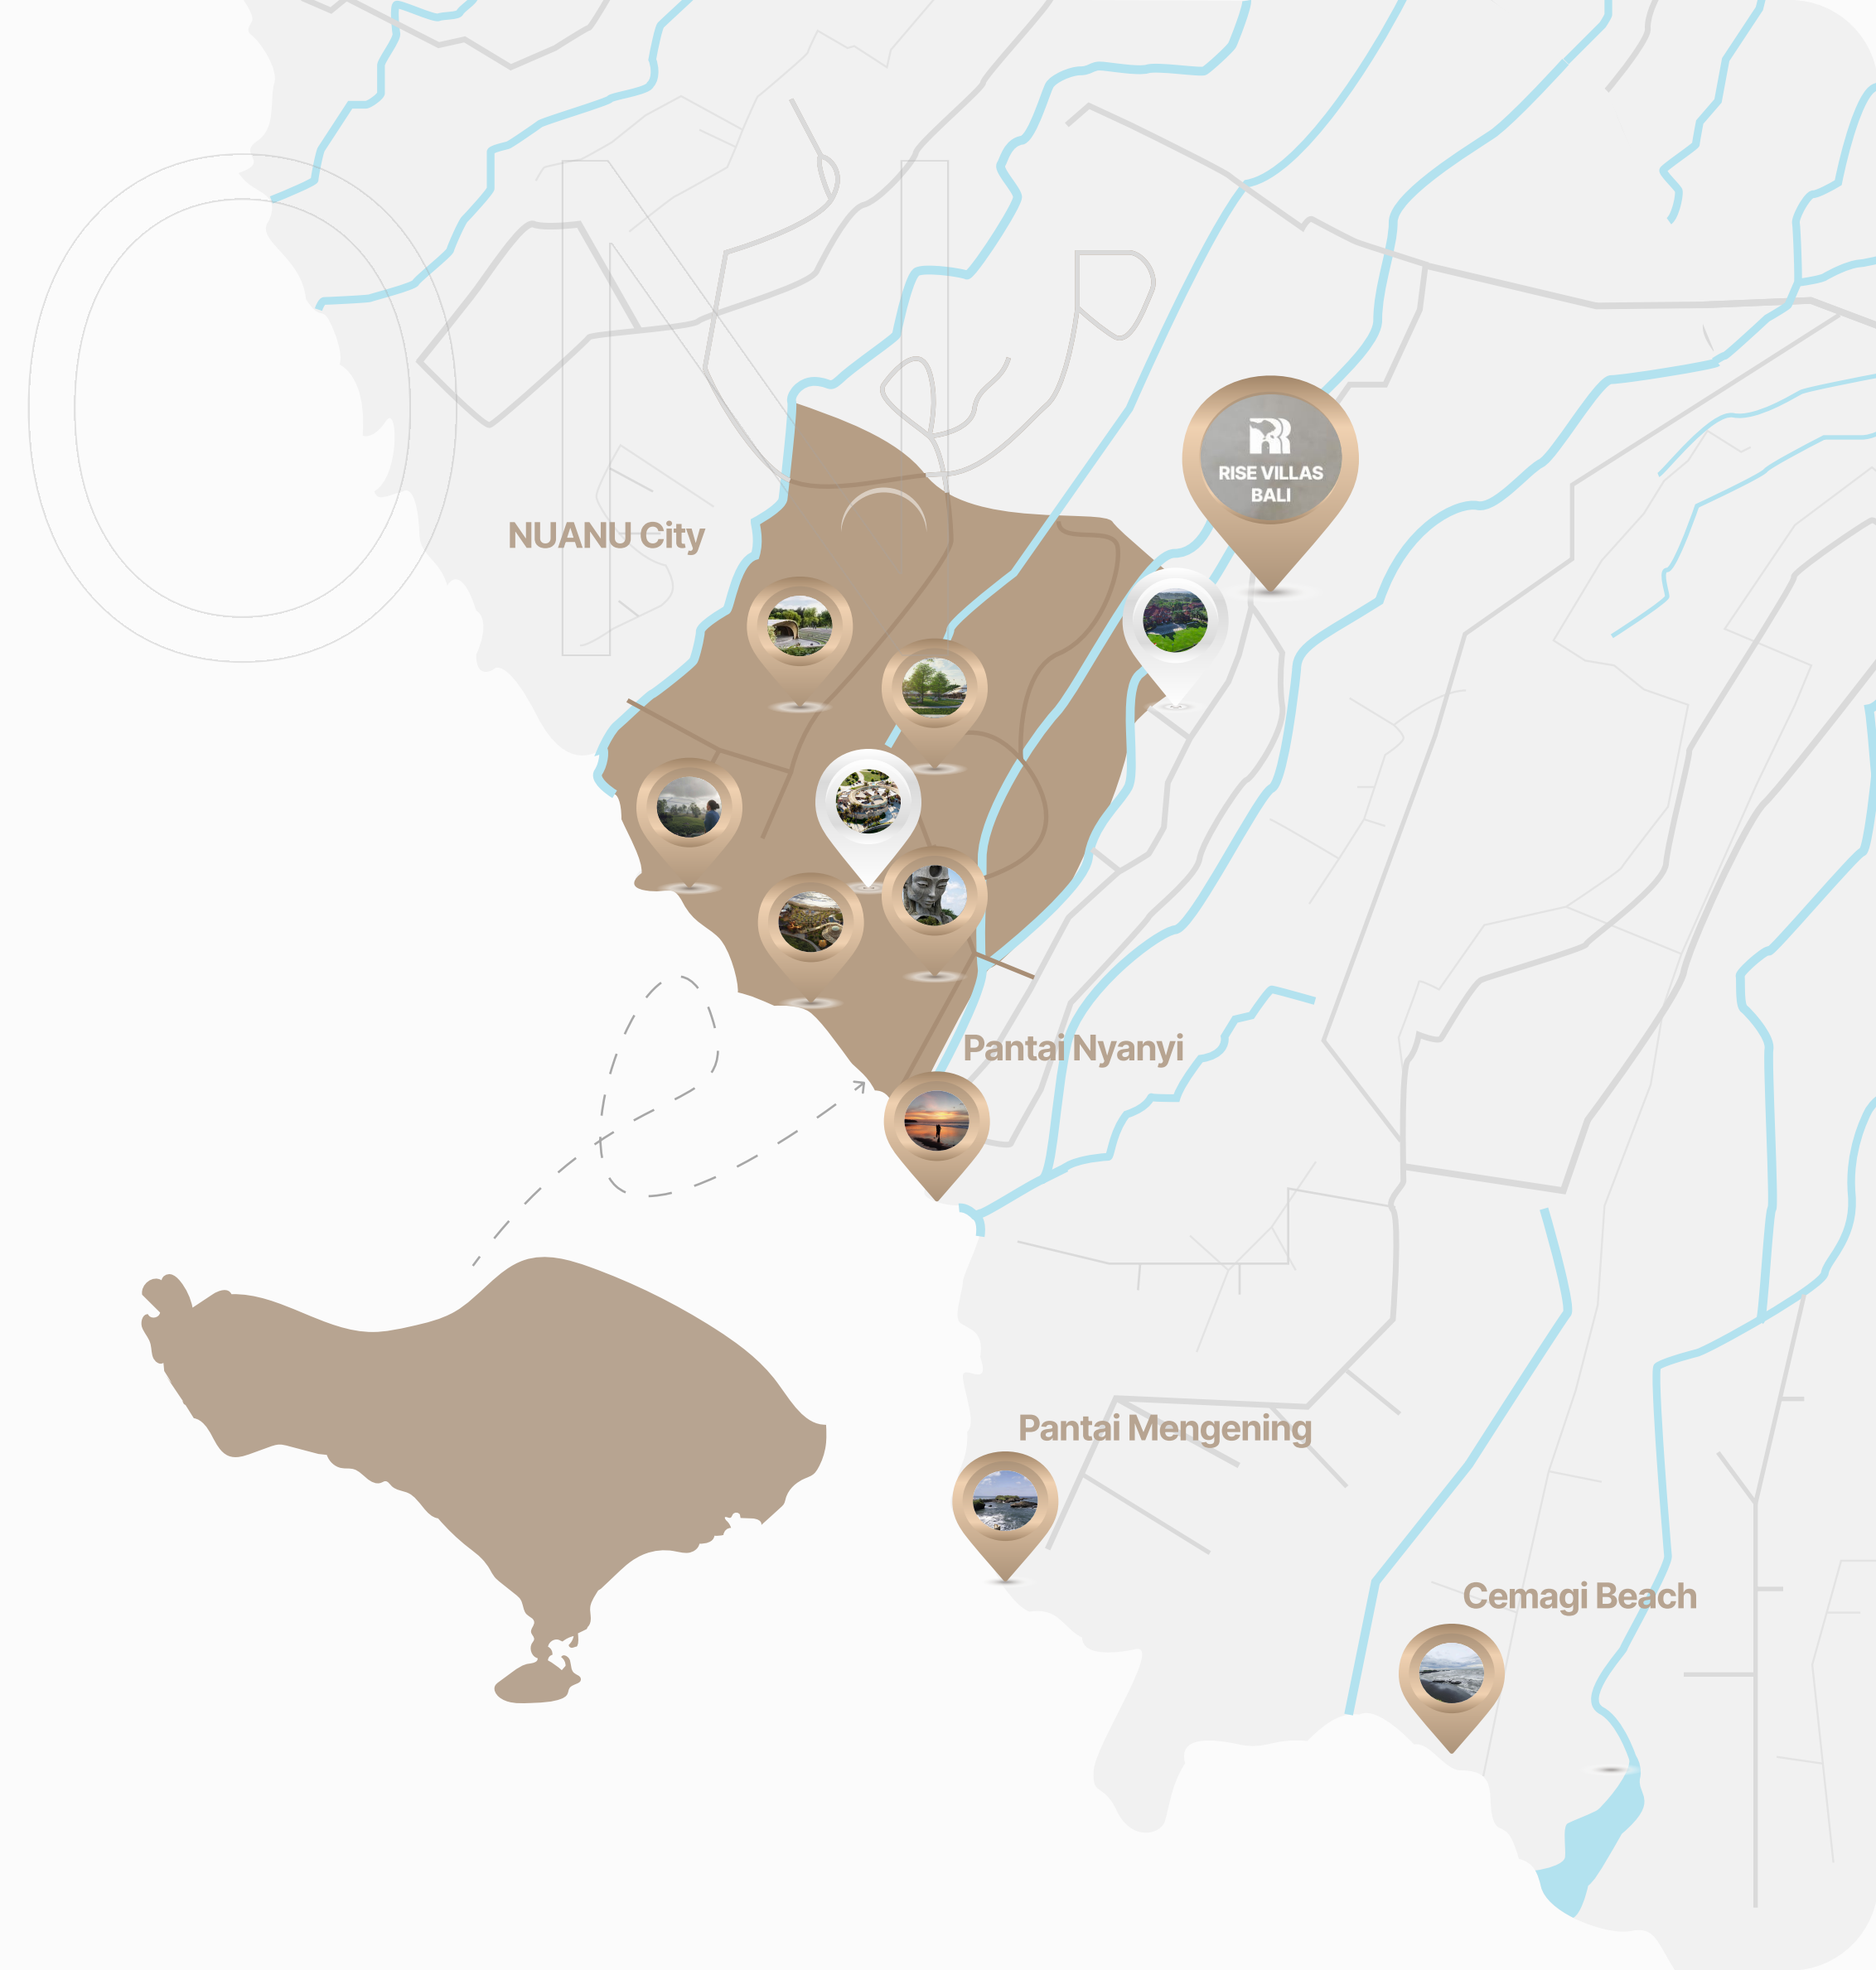 RISE VILLAS
BALI
NUANU City
Pantai Nyanyi
Pantai Mengening
Cemagi Beach